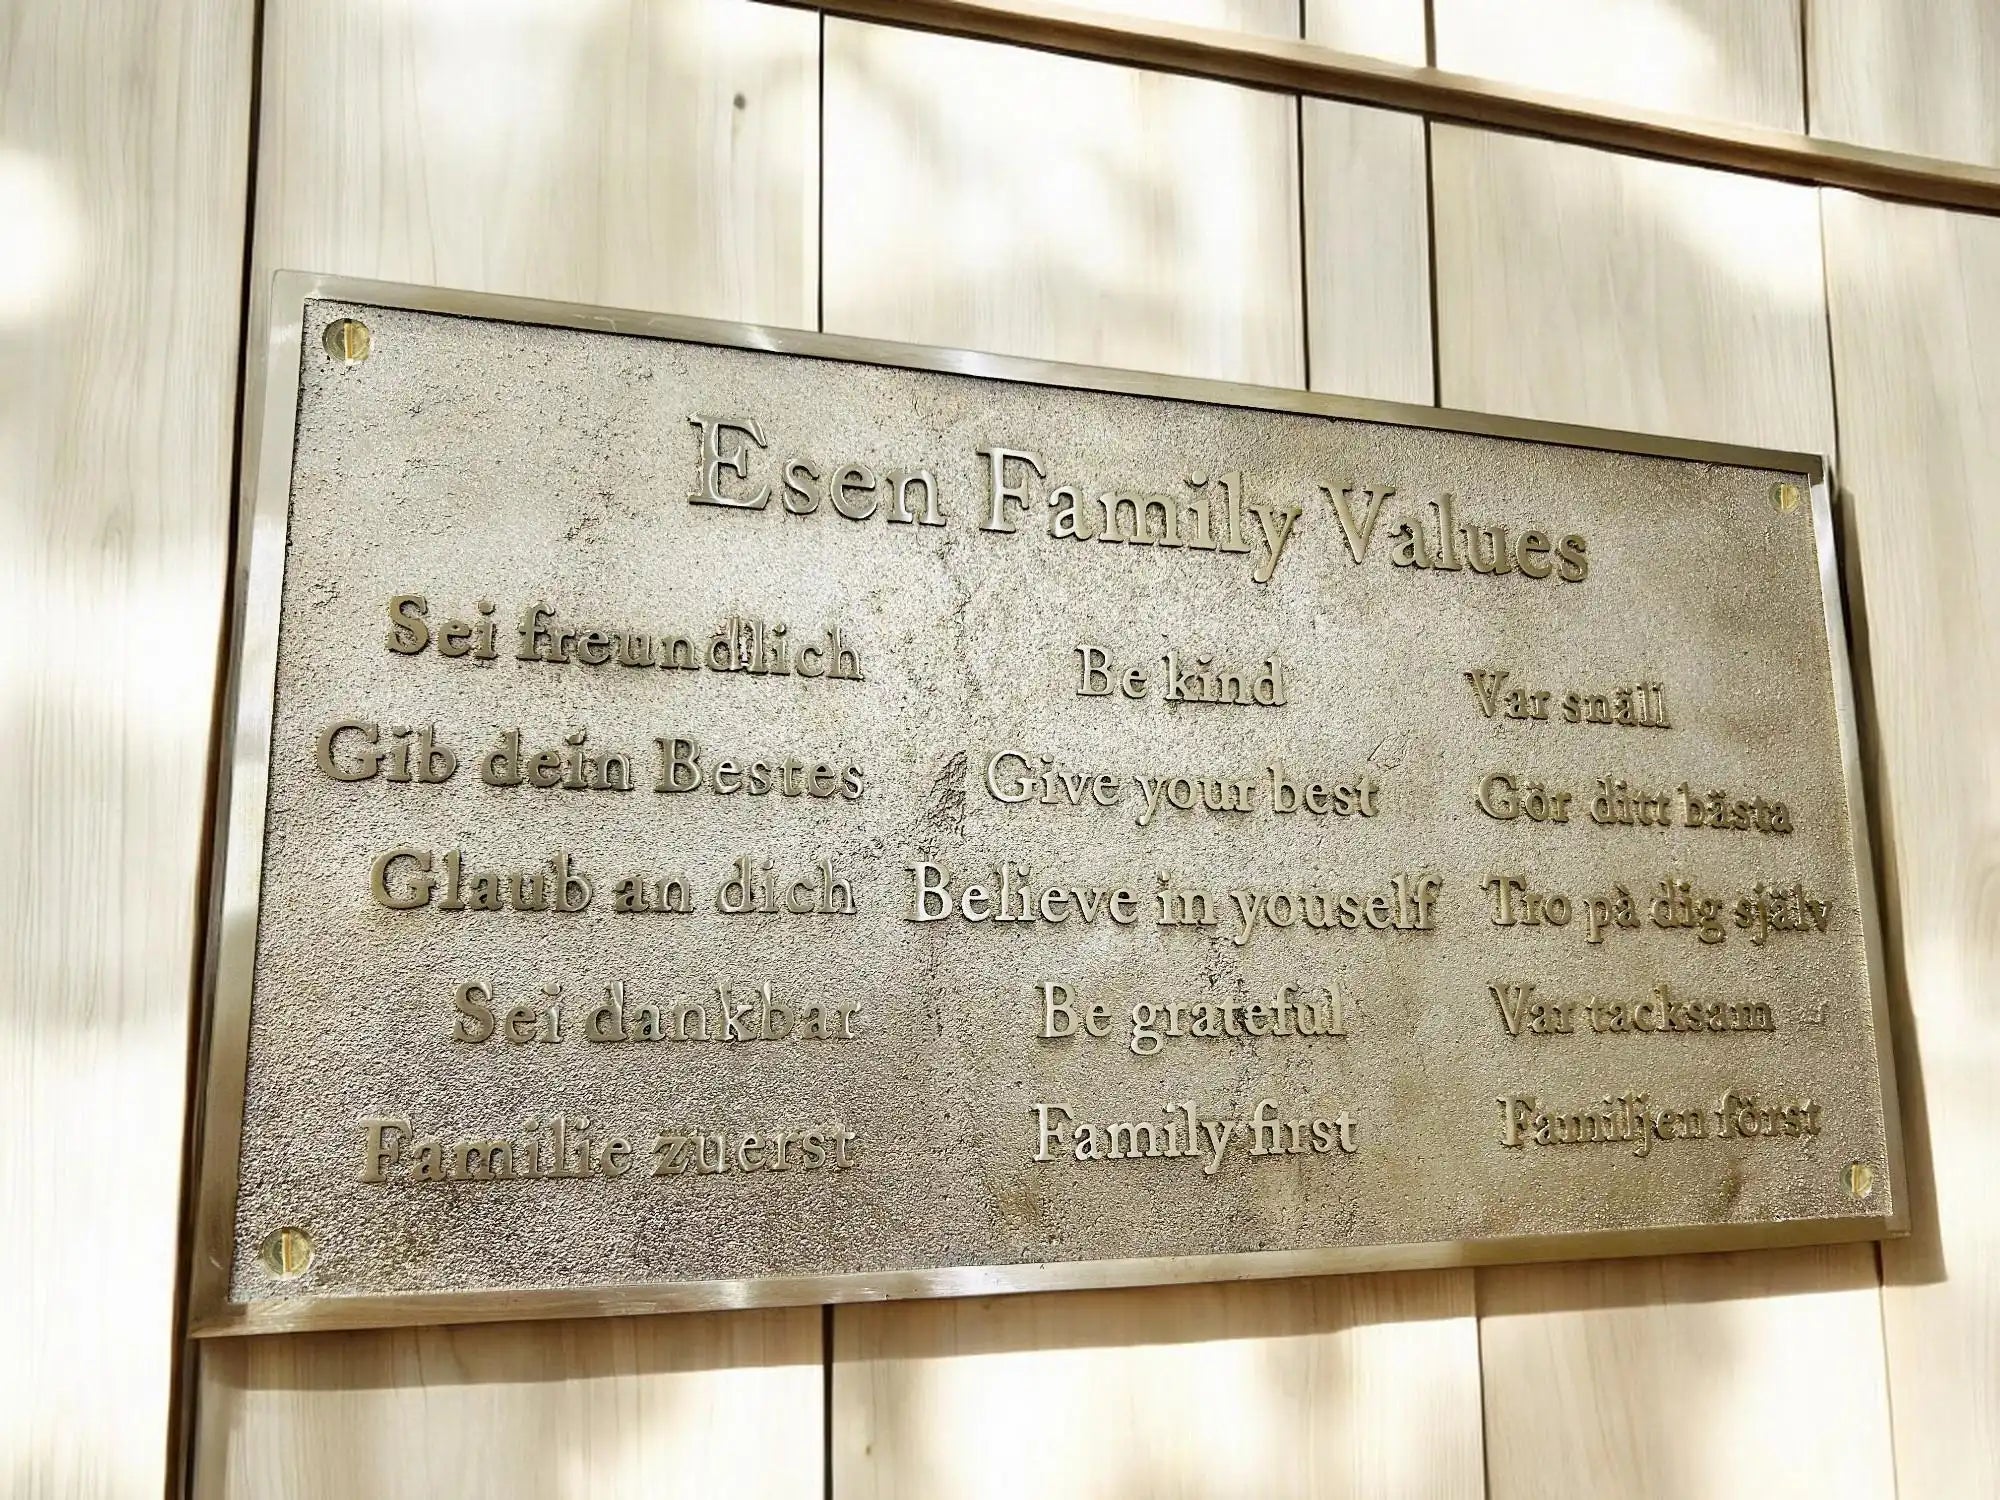 Esen Family Values
Sei freundlich
Gib dein Bestes
Glaub an dich
Sei dankbar
Familie zuerst
Be kind
Give your best
Believe in youself
Be grateful
Family first
Var snäll
Gör ditt bästa
Tro på dig själv
Var tacksam
Familjen först